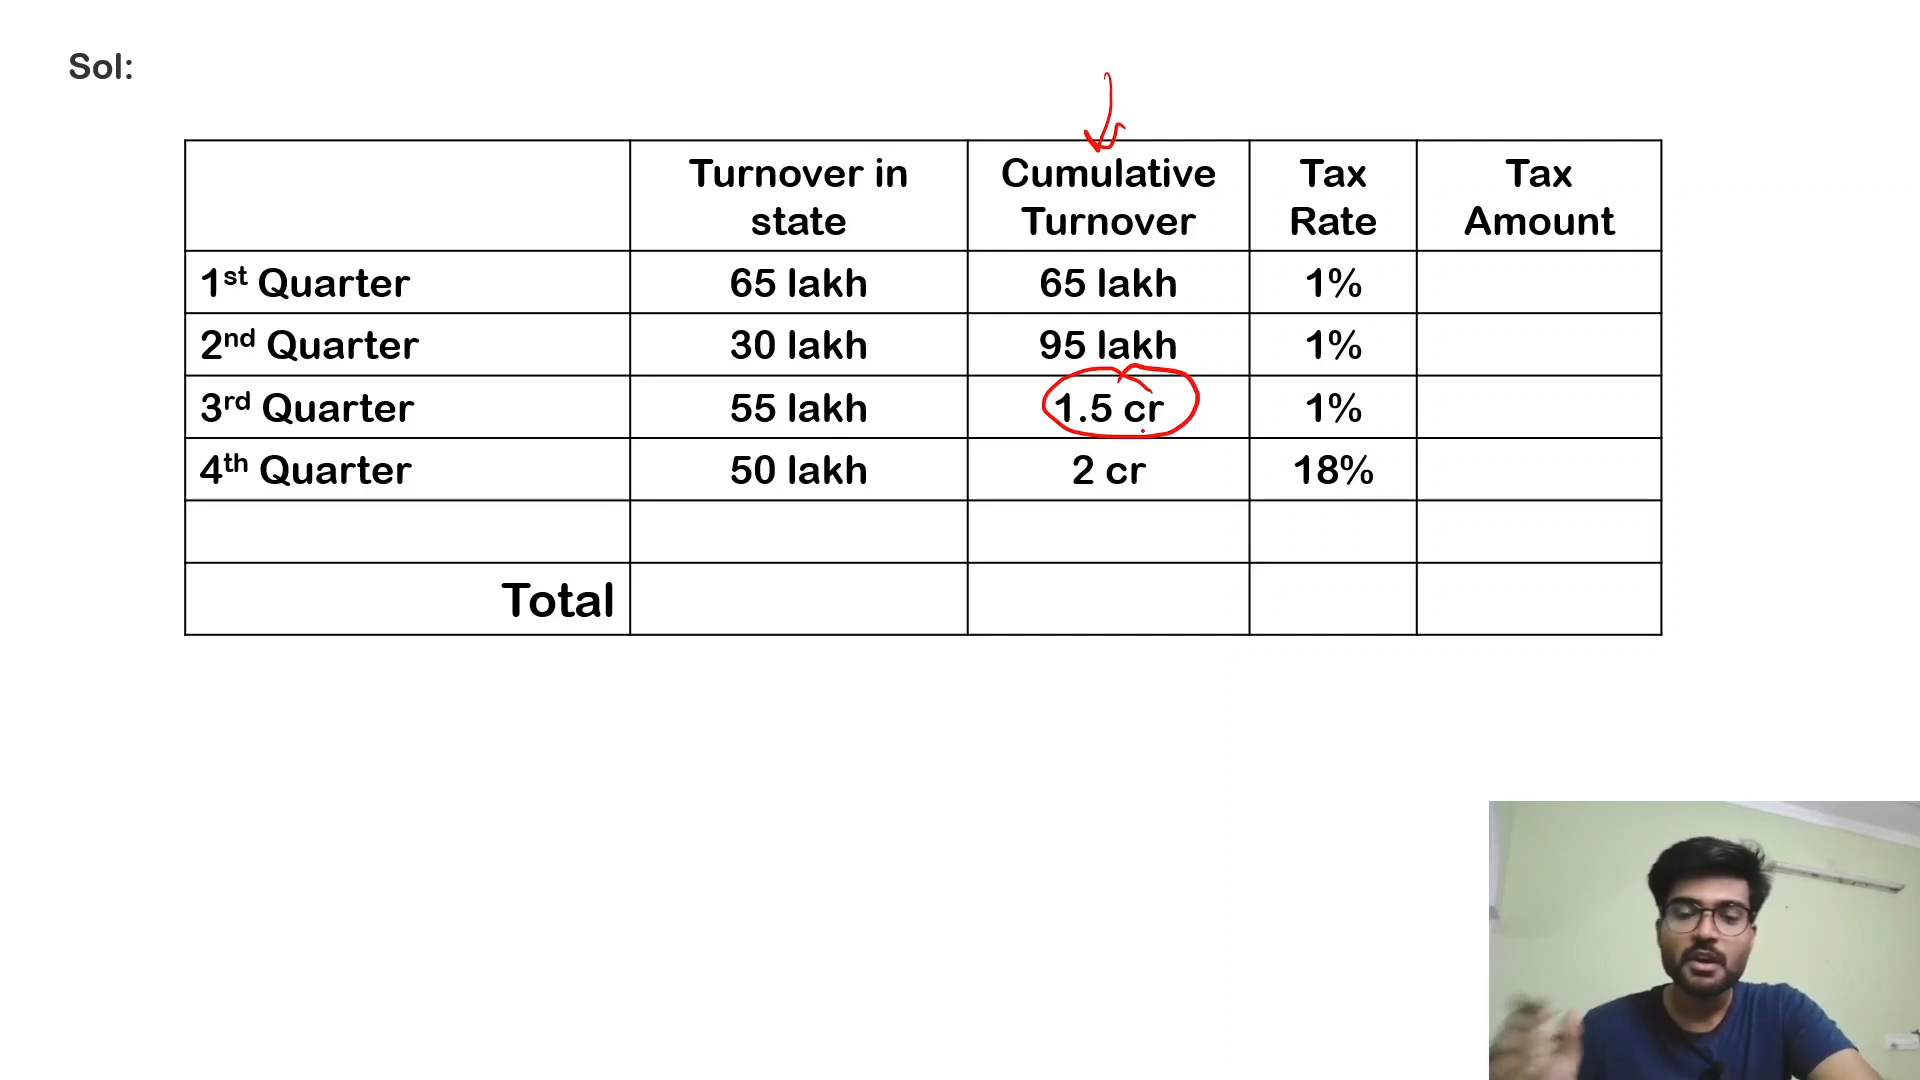 Sol:
Turnover in state Cumulative Turnover Tax Rate Tax Amount
1st Quarter 65 lakh 65 lakh 1%
2nd Quarter 30 lakh 95 lakh 1%
3rd Quarter 55 lakh 1.5 cr 1%
4th Quarter 50 lakh 2 cr 18%
Total